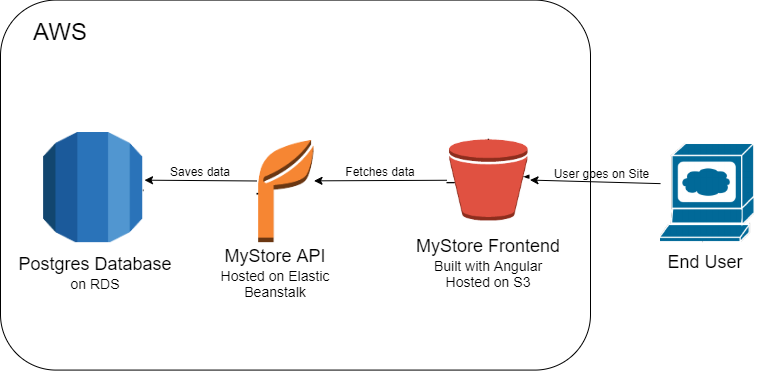 AWS
Saves data
Fetches data
User goes on Site
Postgres Database
on RDS
MyStore API
Hosted on Elastic
Beanstalk
MyStore Frontend
Built with Angular
Hosted on S3
End User